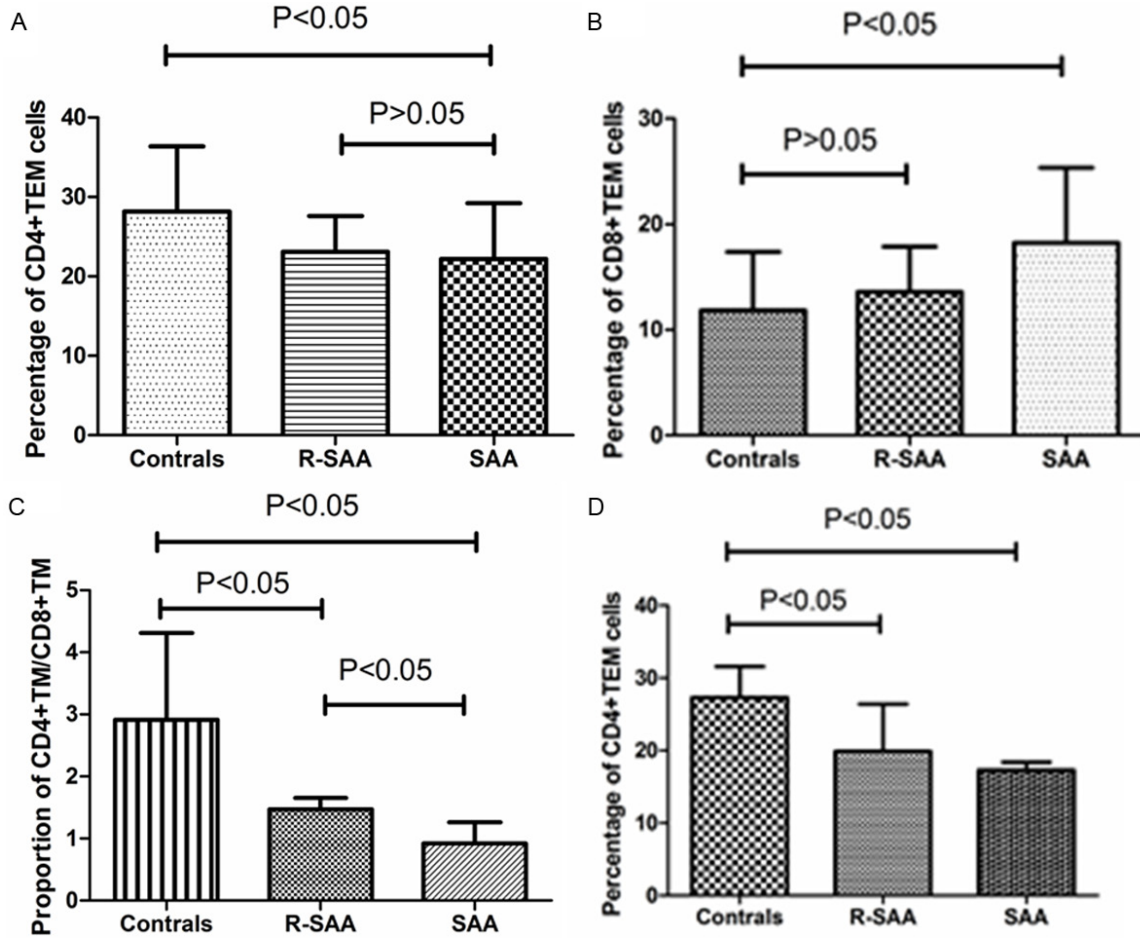 A
P<0.05
P>0.05
Percentage of CD4+TEM cells
40
30
20
10
0
Contrals
R-SAA
SAA
B
P<0.05
P>0.05
Percentage of CD8+TEM cells
30
20
10
0
Contrals
R-SAA
SAA
C
P<0.05
P<0.05
P<0.05
Proportion of CD4+TM/CD8+TM
5
4
3
2
1
0
Contrals
R-SAA
SAA
D
P<0.05
P<0.05
Percentage of CD4+TEM cells
40
30
20
10
0
Contrals
R-SAA
SAA